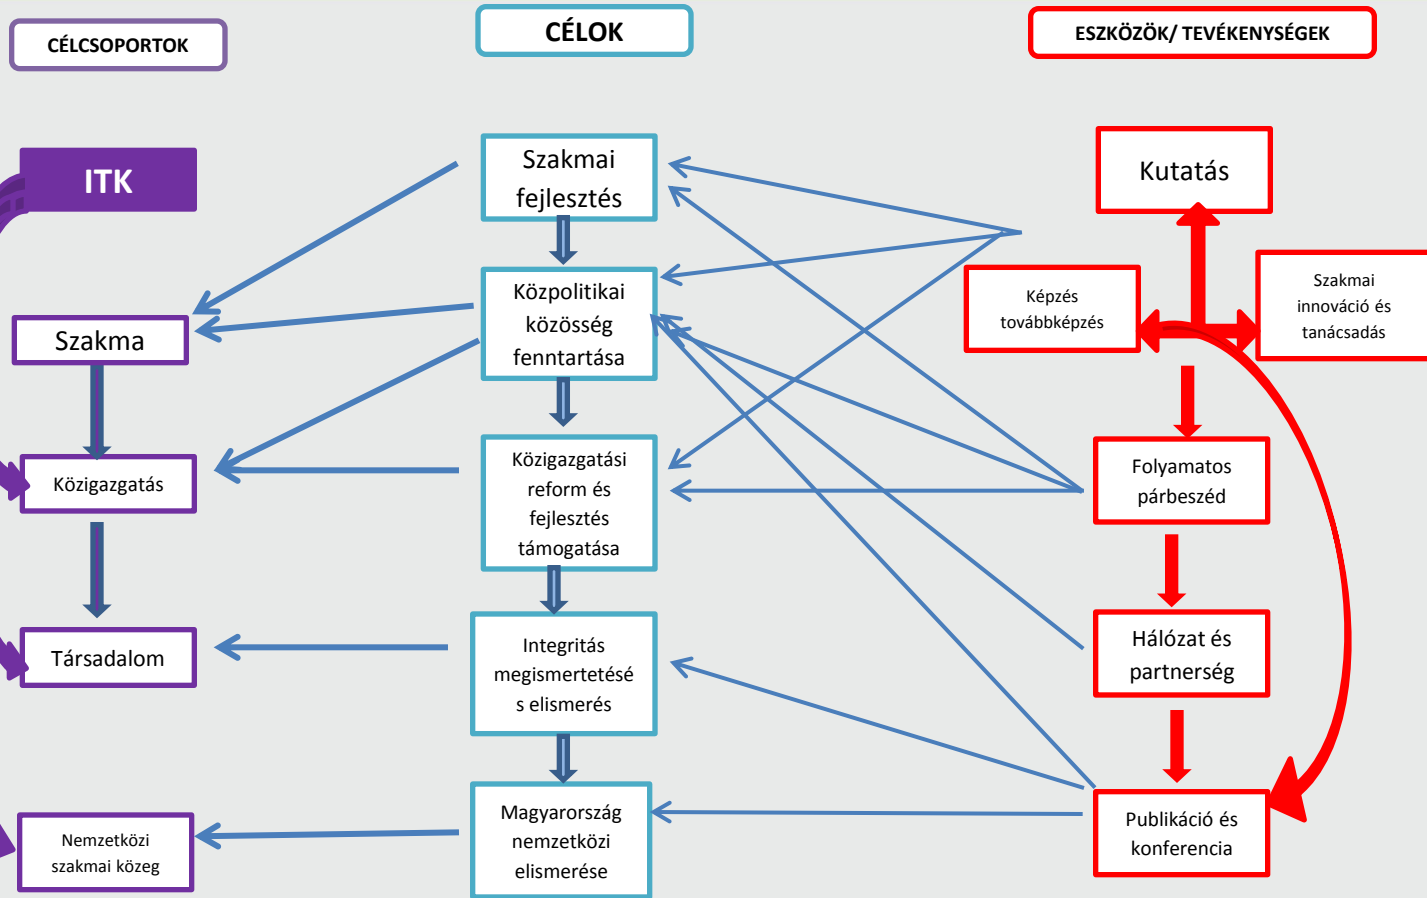 CÉLCSOPORTOK
CÉLOK
ESZKÖZÖK/ TEVÉKENYSÉGEK
ITK
Szakma
Közigazgatás
Társadalom
Nemzetközi
szakmai közeg
Szakmai
fejlesztés
Közpolitikai
közösség
fenntartása
Közigazgatási
reform és
fejlesztés
támogatása
Integritás
megismertetésé
s elismerés
Magyarország
nemzetközi
elismerése
Kutatás
Képzés
továbbképzés
Szakmai
innováció és
tanácsadás
Folyamatos
párbeszéd
Hálózat és
partnerség
Publikáció és
konferencia